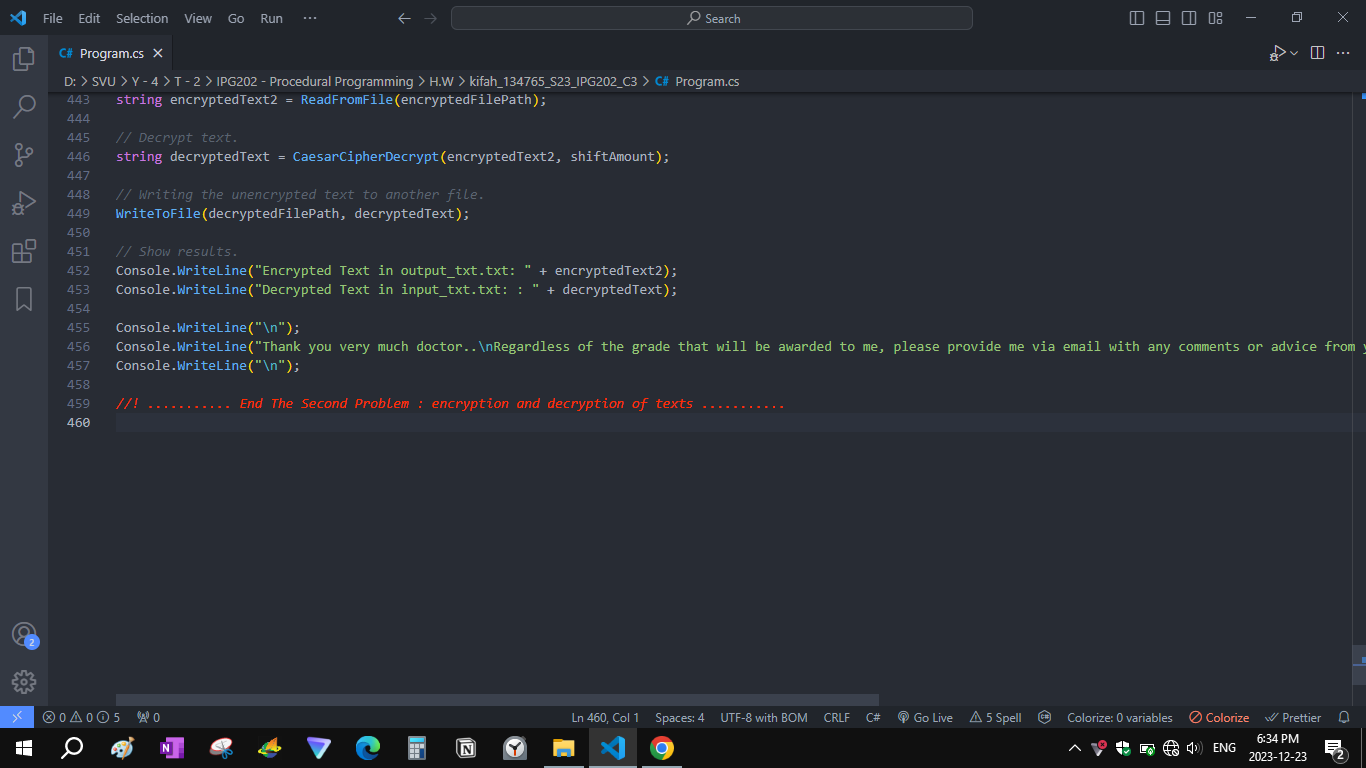 File Edit Selection View Go Run ··· Search
C# Program.cs
D: > SVU > Y - 4 > T - 2 > IPG202 - Procedural Programming > H.W > kifah_134765_S23_IPG202_C3 > C# Program.cs
443 string encryptedText2 = ReadFromFile(encryptedFilePath);
444
445 // Decrypt text.
446 string decryptedText = CaesarCipherDecrypt(encryptedText2, shiftAmount);
447
448 // Writing the unencrypted text to another file.
449 WriteToFile(decryptedFilePath, decryptedText);
450
451 // Show results.
452 Console.WriteLine("Encrypted Text in output_txt.txt: " + encryptedText2);
453 Console.WriteLine("Decrypted Text in input_txt.txt: : " + decryptedText);
454
455 Console.WriteLine("\n");
456 Console.WriteLine("Thank you very much doctor..\nRegardless of the grade that will be awarded to me, please provide me via email with any comments or advice from
457 Console.WriteLine("\n");
458
459 //! ........... End The Second Problem : encryption and decryption of texts ...........
460
2
0 0 5 0 Ln 460, Col 1 Spaces: 4 UTF-8 with BOM CRLF C# Go Live 5 Spell Colorize: 0 variables Colorize Prettier
N ENG 6:34 PM
2023-12-23 2